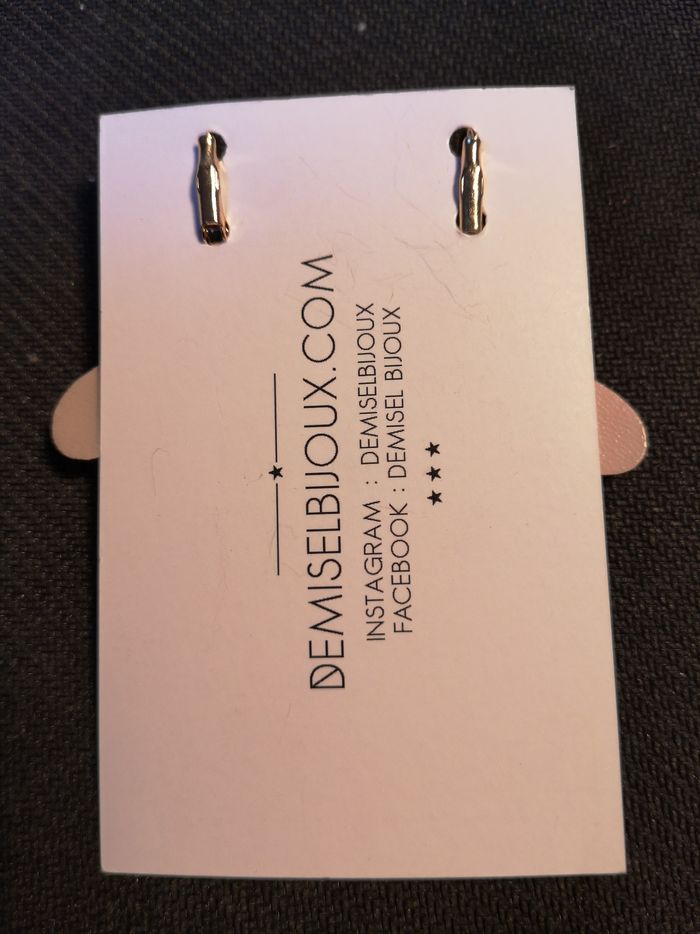 DEMISELBIJOUX.COM
INSTAGRAM : DEMISELBIJOUX
FACEBOOK : DEMISEL BIJOUX